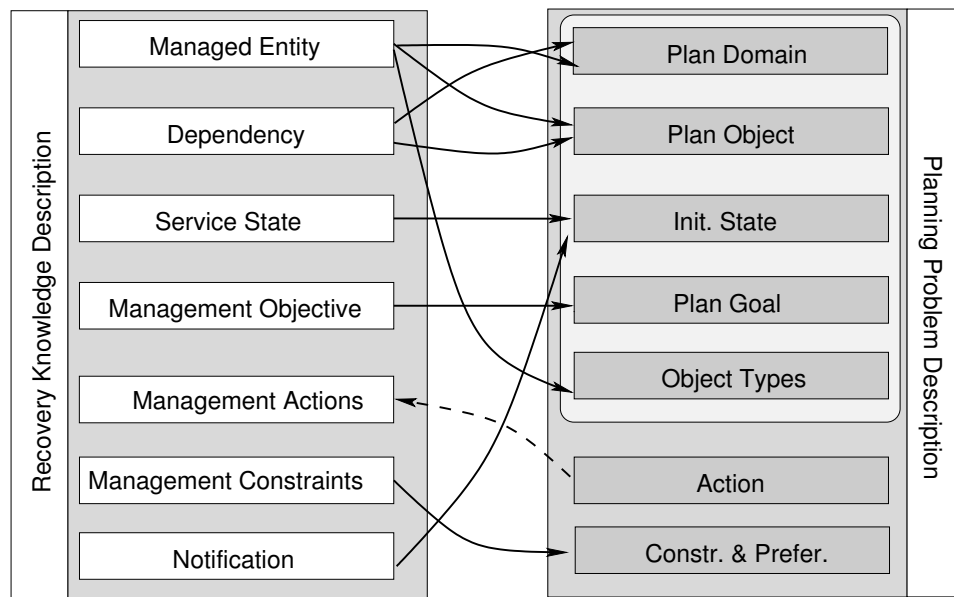 Recovery Knowledge Description
Managed Entity
Dependency
Service State
Management Objective
Management Actions
Management Constraints
Notification
Plan Domain
Plan Object
Init. State
Plan Goal
Object Types
Action
Constr. & Prefer.
Planning Problem Description